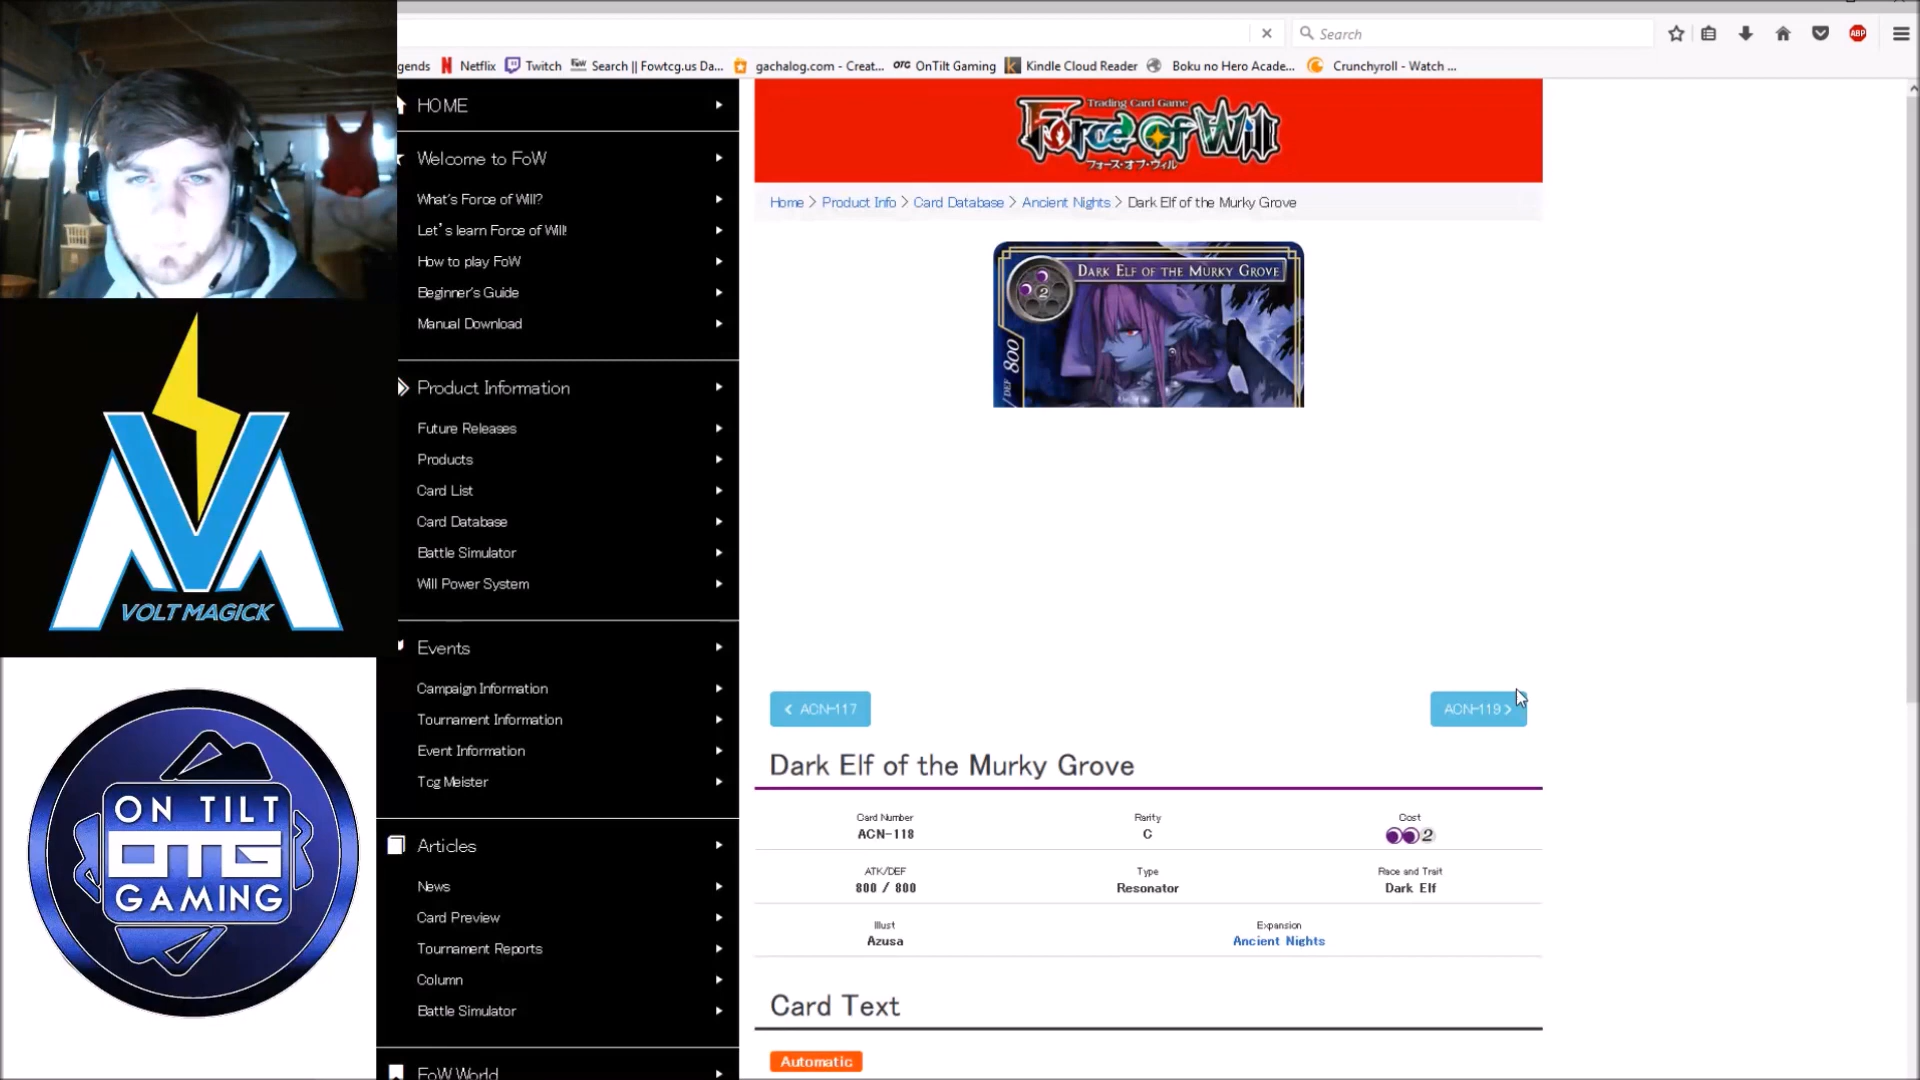 Search
gends
Netflix
Twitch
Search || Fowtcg.us Da...
gachalog.com - Creat...
OTG
OnTilt Gaming
Kindle Cloud Reader
Boku no Hero Acade...
Crunchyroll - Watch ...
ABP
HOME
Welcome to FoW
What's Force of Will?
Let's learn Force of Will!
How to play FoW
Beginner's Guide
Manual Download
Product Information
Future Releases
Products
Card List
Card Database
Battle Simulator
Will Power System
Events
Campaign Information
Tournament Information
Event Information
Tcg Meister
Articles
News
Card Preview
Tournament Reports
Column
Battle Simulator
FoW World
VOLT MAGICK
ON TILT
OTG
GAMING
Trading Card Game
Force of Will
フォース・オブ・ウィル
Home > Product Info > Card Database > Ancient Nights > Dark Elf of the Murky Grove
2
DARK ELF OF THE MURKY GROVE
/DEF 800
< ACN-117
ACN-119 >
Dark Elf of the Murky Grove
Card Number
ACN-118
Rarity
C
Cost
2
ATK/DEF
800 / 800
Type
Resonator
Race and Trait
Dark Elf
Illust
Azusa
Expansion
Ancient Nights
Card Text
Automatic